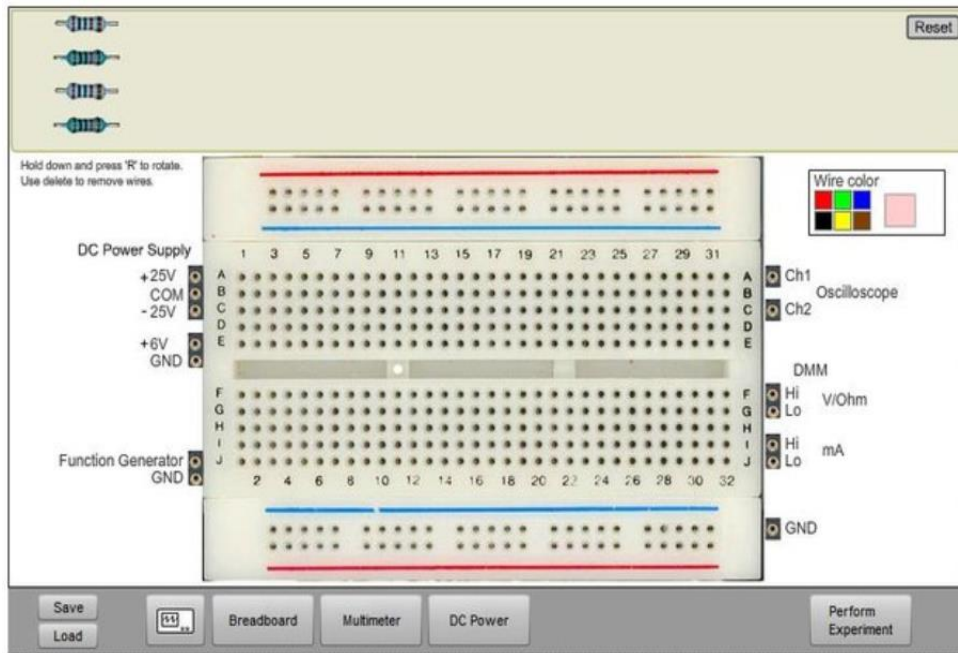 Reset
Hold down and press 'R' to rotate.
Use delete to remove wires.
Wire color
DC Power Supply
+25V
COM
-25V
+6V
GND
Function Generator
GND
1 3 5 7 9 11 13 15 17 19 21 23 25 27 29 31
A A
B B
C C
D D
E E
F F
G G
H H
I I
J J
2 4 6 8 10 12 14 16 18 20 22 24 26 28 30 32
Ch1
Oscilloscope
Ch2
DMM
Hi
V/Ohm
Lo
Hi
mA
Lo
GND
Save
Load
Breadboard
Multimeter
DC Power
Perform
Experiment